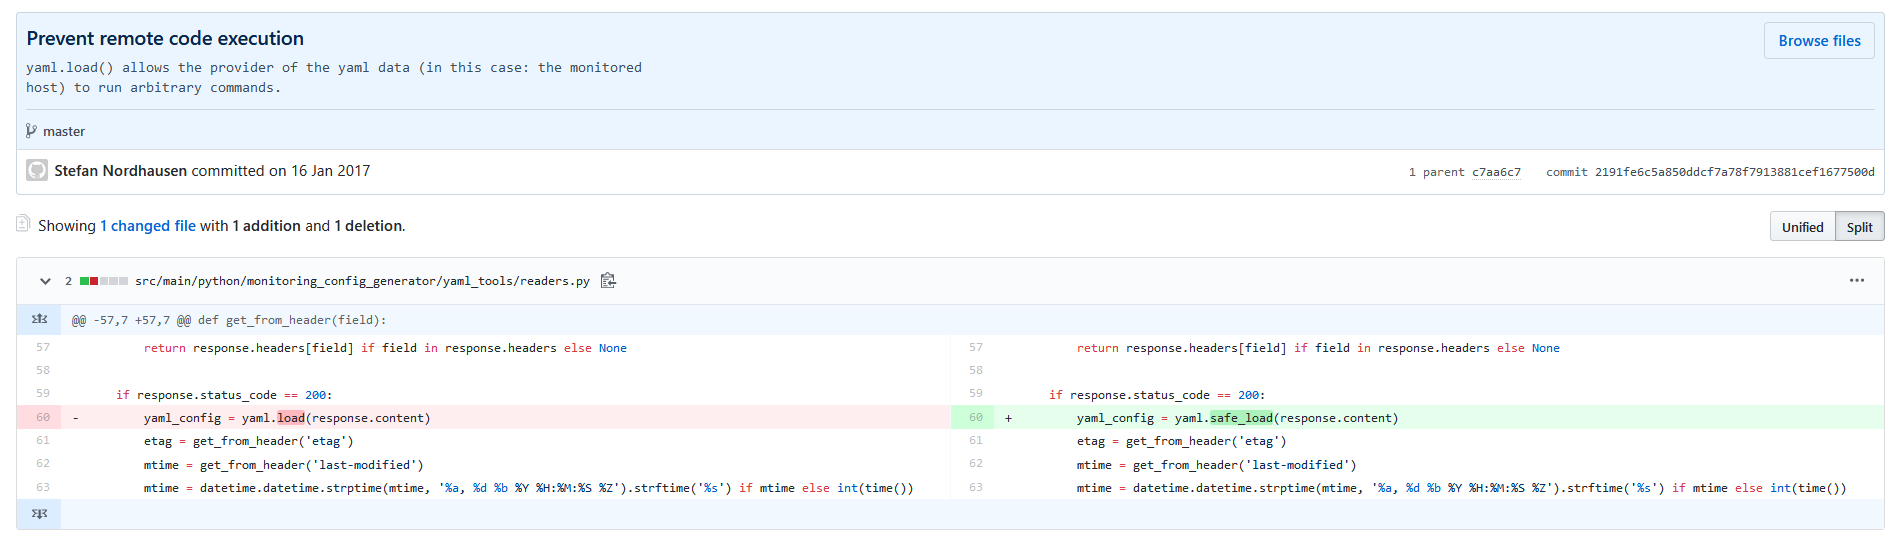 Prevent remote code execution
Browse files
yaml.load() allows the provider of the yaml data (in this case: the monitored
host) to run arbitrary commands.
master
Stefan Nordhausen committed on 16 Jan 2017
1 parent c7aa6c7 commit 2191fe6c5a850ddcf7a78f7913881cef1677500d
Showing 1 changed file with 1 addition and 1 deletion.
Unified Split
2 src/main/python/monitoring_config_generator/yaml_tools/readers.py
@@ -57,7 +57,7 @@ def get_from_header(field):
57 return response.headers[field] if field in response.headers else None
58
59 if response.status_code == 200:
60 - yaml_config = yaml.load(response.content)
61 etag = get_from_header('etag')
62 mtime = get_from_header('last-modified')
63 mtime = datetime.datetime.strptime(mtime, '%a, %d %b %Y %H:%M:%S %Z').strftime('%s') if mtime else int(time())
57 return response.headers[field] if field in response.headers else None
58
59 if response.status_code == 200:
60 + yaml_config = yaml.safe_load(response.content)
61 etag = get_from_header('etag')
62 mtime = get_from_header('last-modified')
63 mtime = datetime.datetime.strptime(mtime, '%a, %d %b %Y %H:%M:%S %Z').strftime('%s') if mtime else int(time())